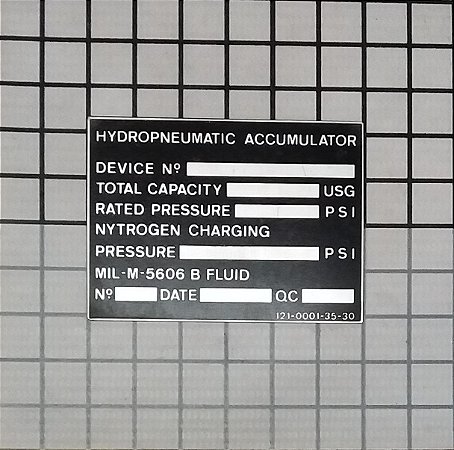 HYDROPNEUMATIC ACCUMULATOR
DEVICE Nº
TOTAL CAPACITY USG
RATED PRESSURE PSI
NYTROGEN CHARGING
PRESSURE PSI
MIL-M-5606 B FLUID
Nº DATE QC
121-0001-35-30